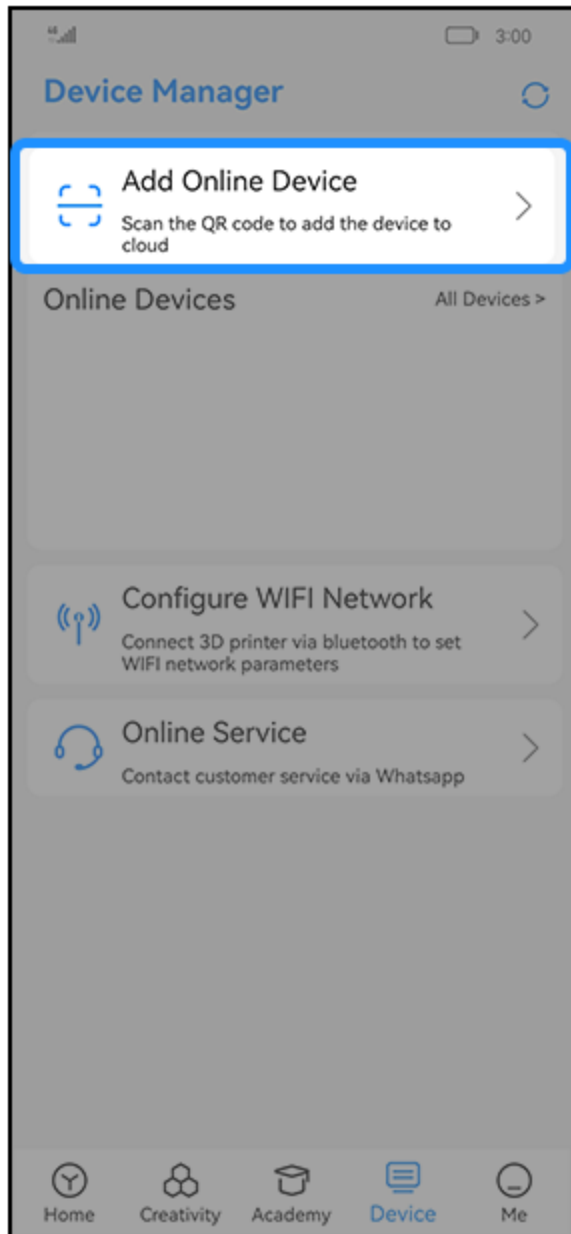 3:00
Device Manager
Add Online Device
Scan the QR code to add the device to
cloud
Online Devices All Devices >
Configure WIFI Network
Connect 3D printer via bluetooth to set
WIFI network parameters
Online Service
Contact customer service via Whatsapp
Home Creativity Academy Device Me